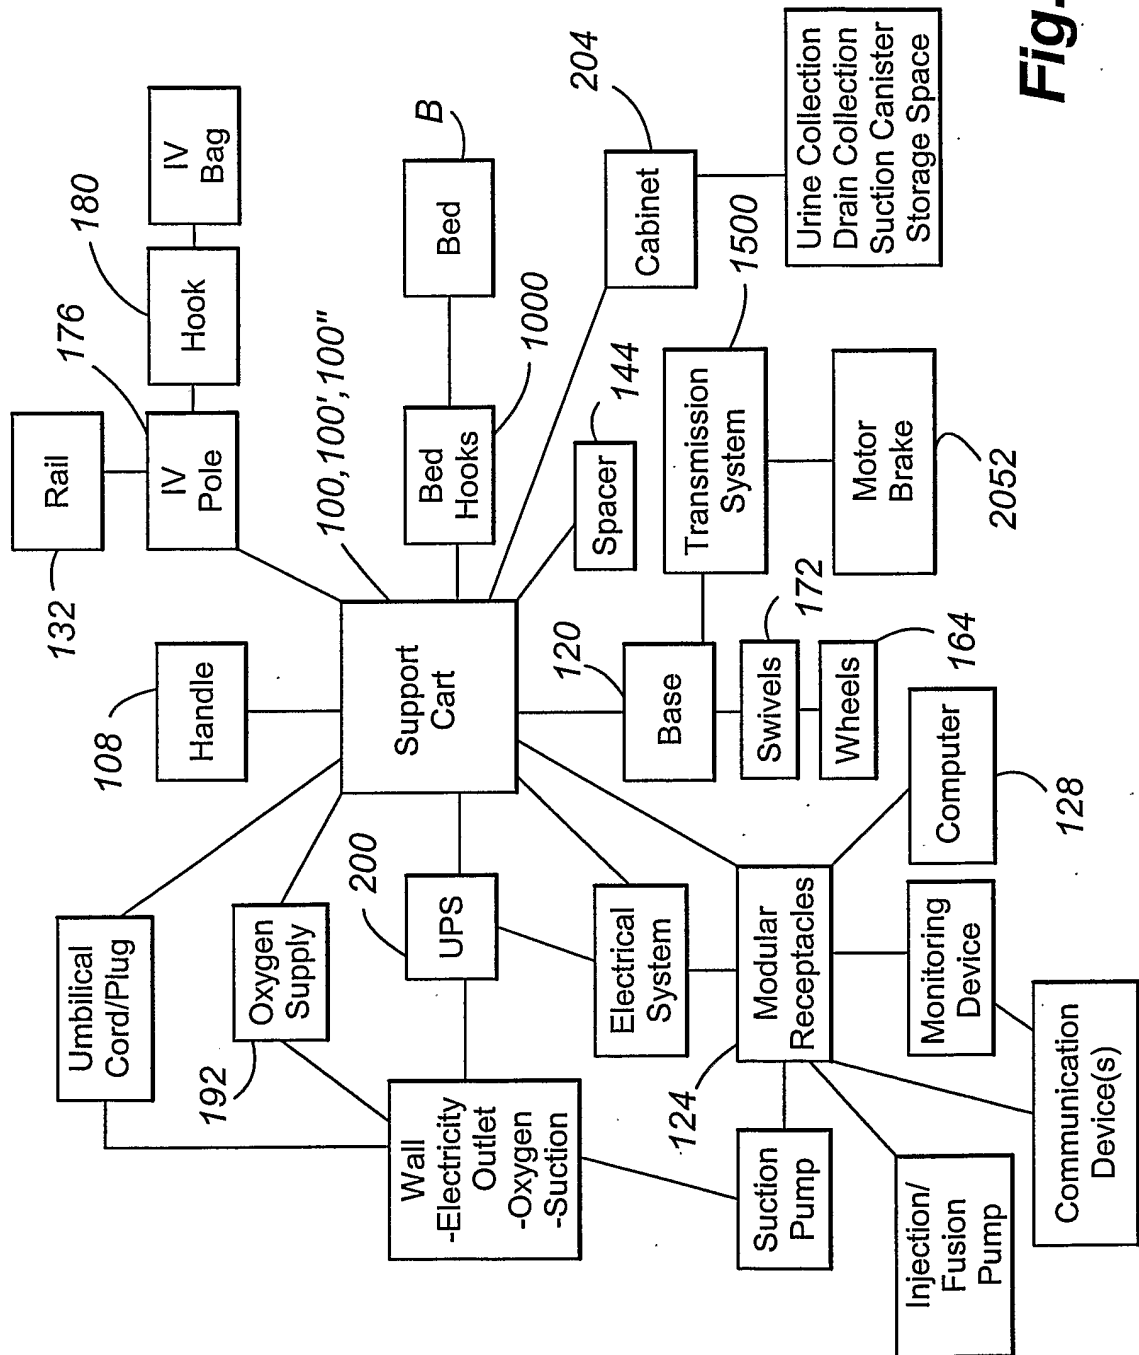 Rail
132
Umbilical
Cord/Plug
108
Handle
IV
Pole
176
Hook
180
IV
Bag
192
Oxygen
Supply
Wall
-Electricity
Outlet
-Oxygen
-Suction
200
UPS
Support
Cart
100,100',100"
Bed
Hooks
1000
Bed
B
Electrical
System
Spacer
144
Cabinet
204
120
Base
Transmission
System
1500
124
Suction
Pump
Modular
Receptacles
Swivels
172
Wheels
164
Motor
Brake
2052
Urine Collection
Drain Collection
Suction Canister
Storage Space
Injection/
Fusion
Pump
Monitoring
Device
Computer
128
Communication
Device(s)
Fig.